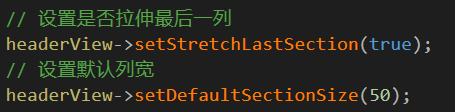 // 设置是否拉伸最后一列
headerView->setStretchLastSection(true);
// 设置默认列宽
headerView->setDefaultSectionSize(50);